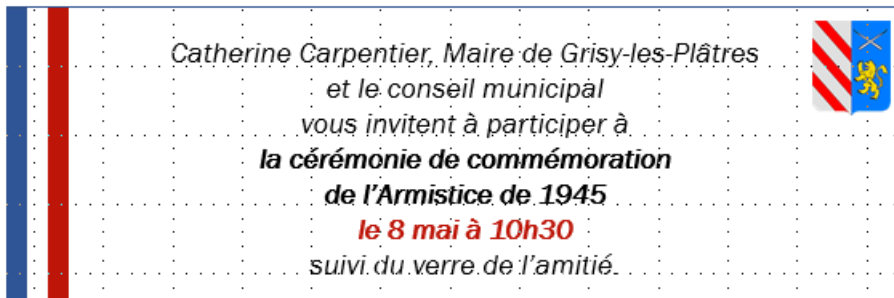 Catherine Carpentier, Maire de Grisy-les-Plâtres
et le conseil municipal
vous invitent à participer à
la cérémonie de commémoration
de l'Armistice de 1945
le 8 mai à 10h30
suivi du verre de l'amitié